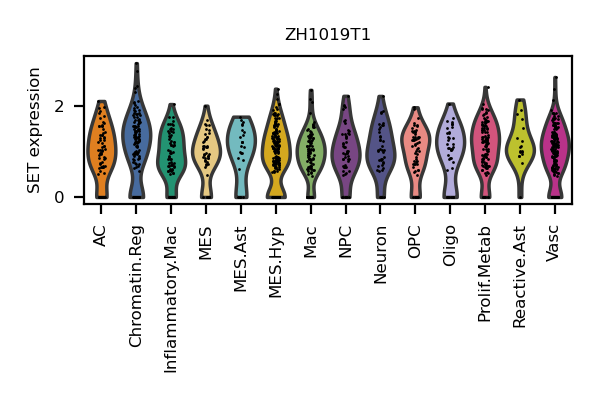 ZH1019T1
SET expression
2
0
AC
Chromatin.Reg
Inflammatory.Mac
MES
MES.Ast
MES.Hyp
Mac
NPC
Neuron
OPC
Oligo
Prolif.Metab
Reactive.Ast
Vasc